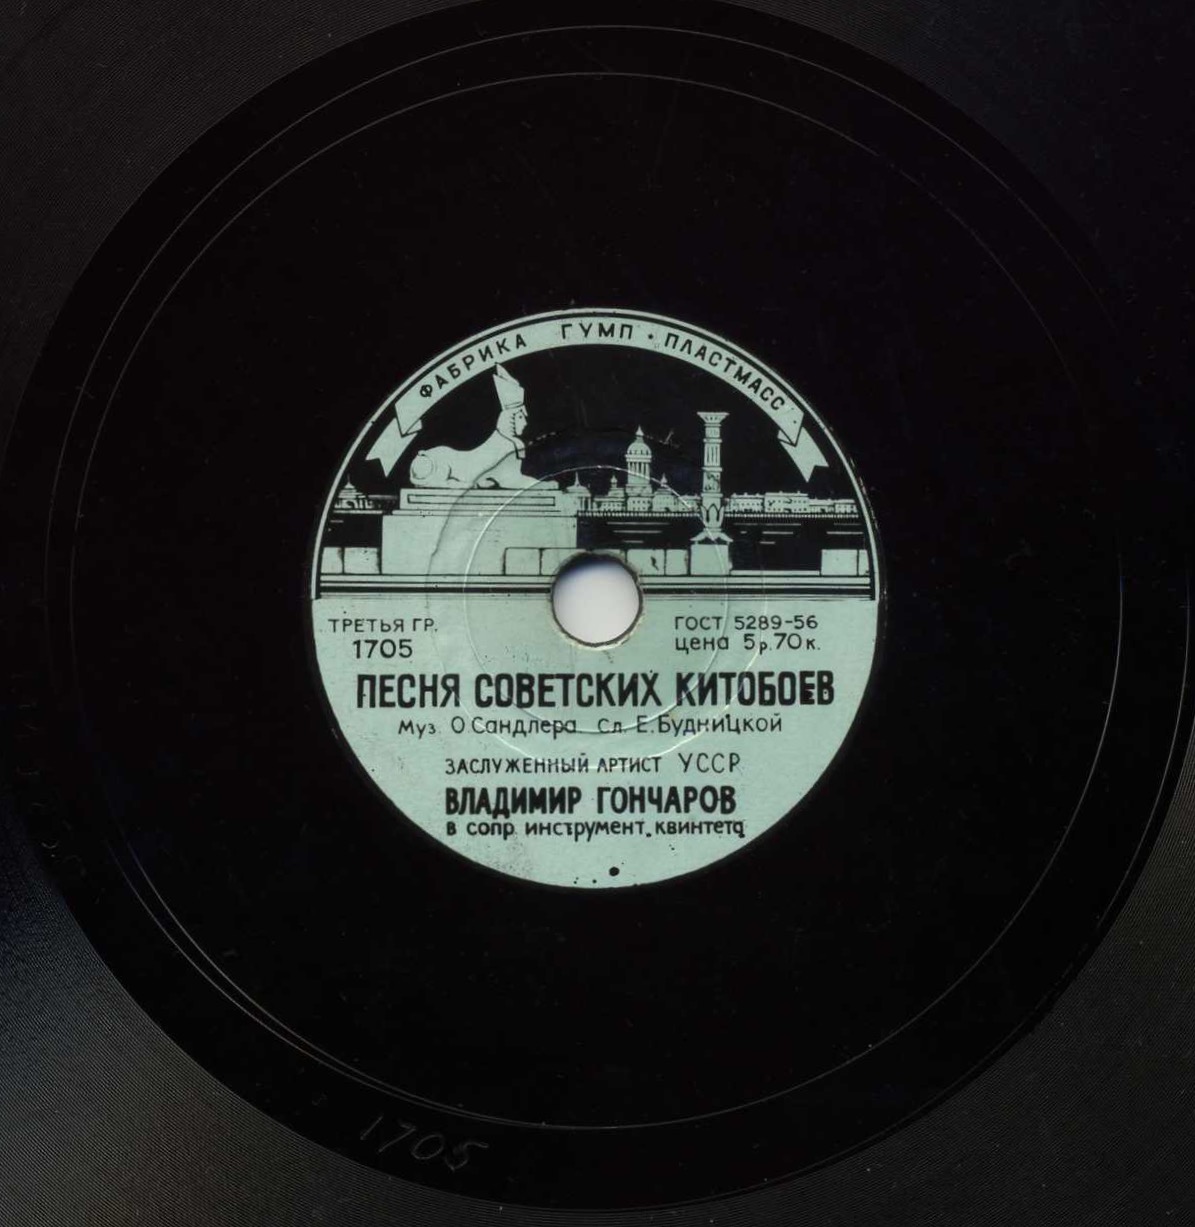 ФАБРИКА ГУМП • ПЛАСТМАСС
ТРЕТЬЯ ГР.
1705
ГОСТ 5289-56
цена 5р.70к.
ПЕСНЯ СОВЕТСКИХ КИТОБОЕВ
Муз. О Сандлера Сл. Е. Будницкой
ЗАСЛУЖЕННЫЙ АРТИСТ УССР
ВЛАДИМИР ГОНЧАРОВ
в сопр. инструмент. квинтета
1705